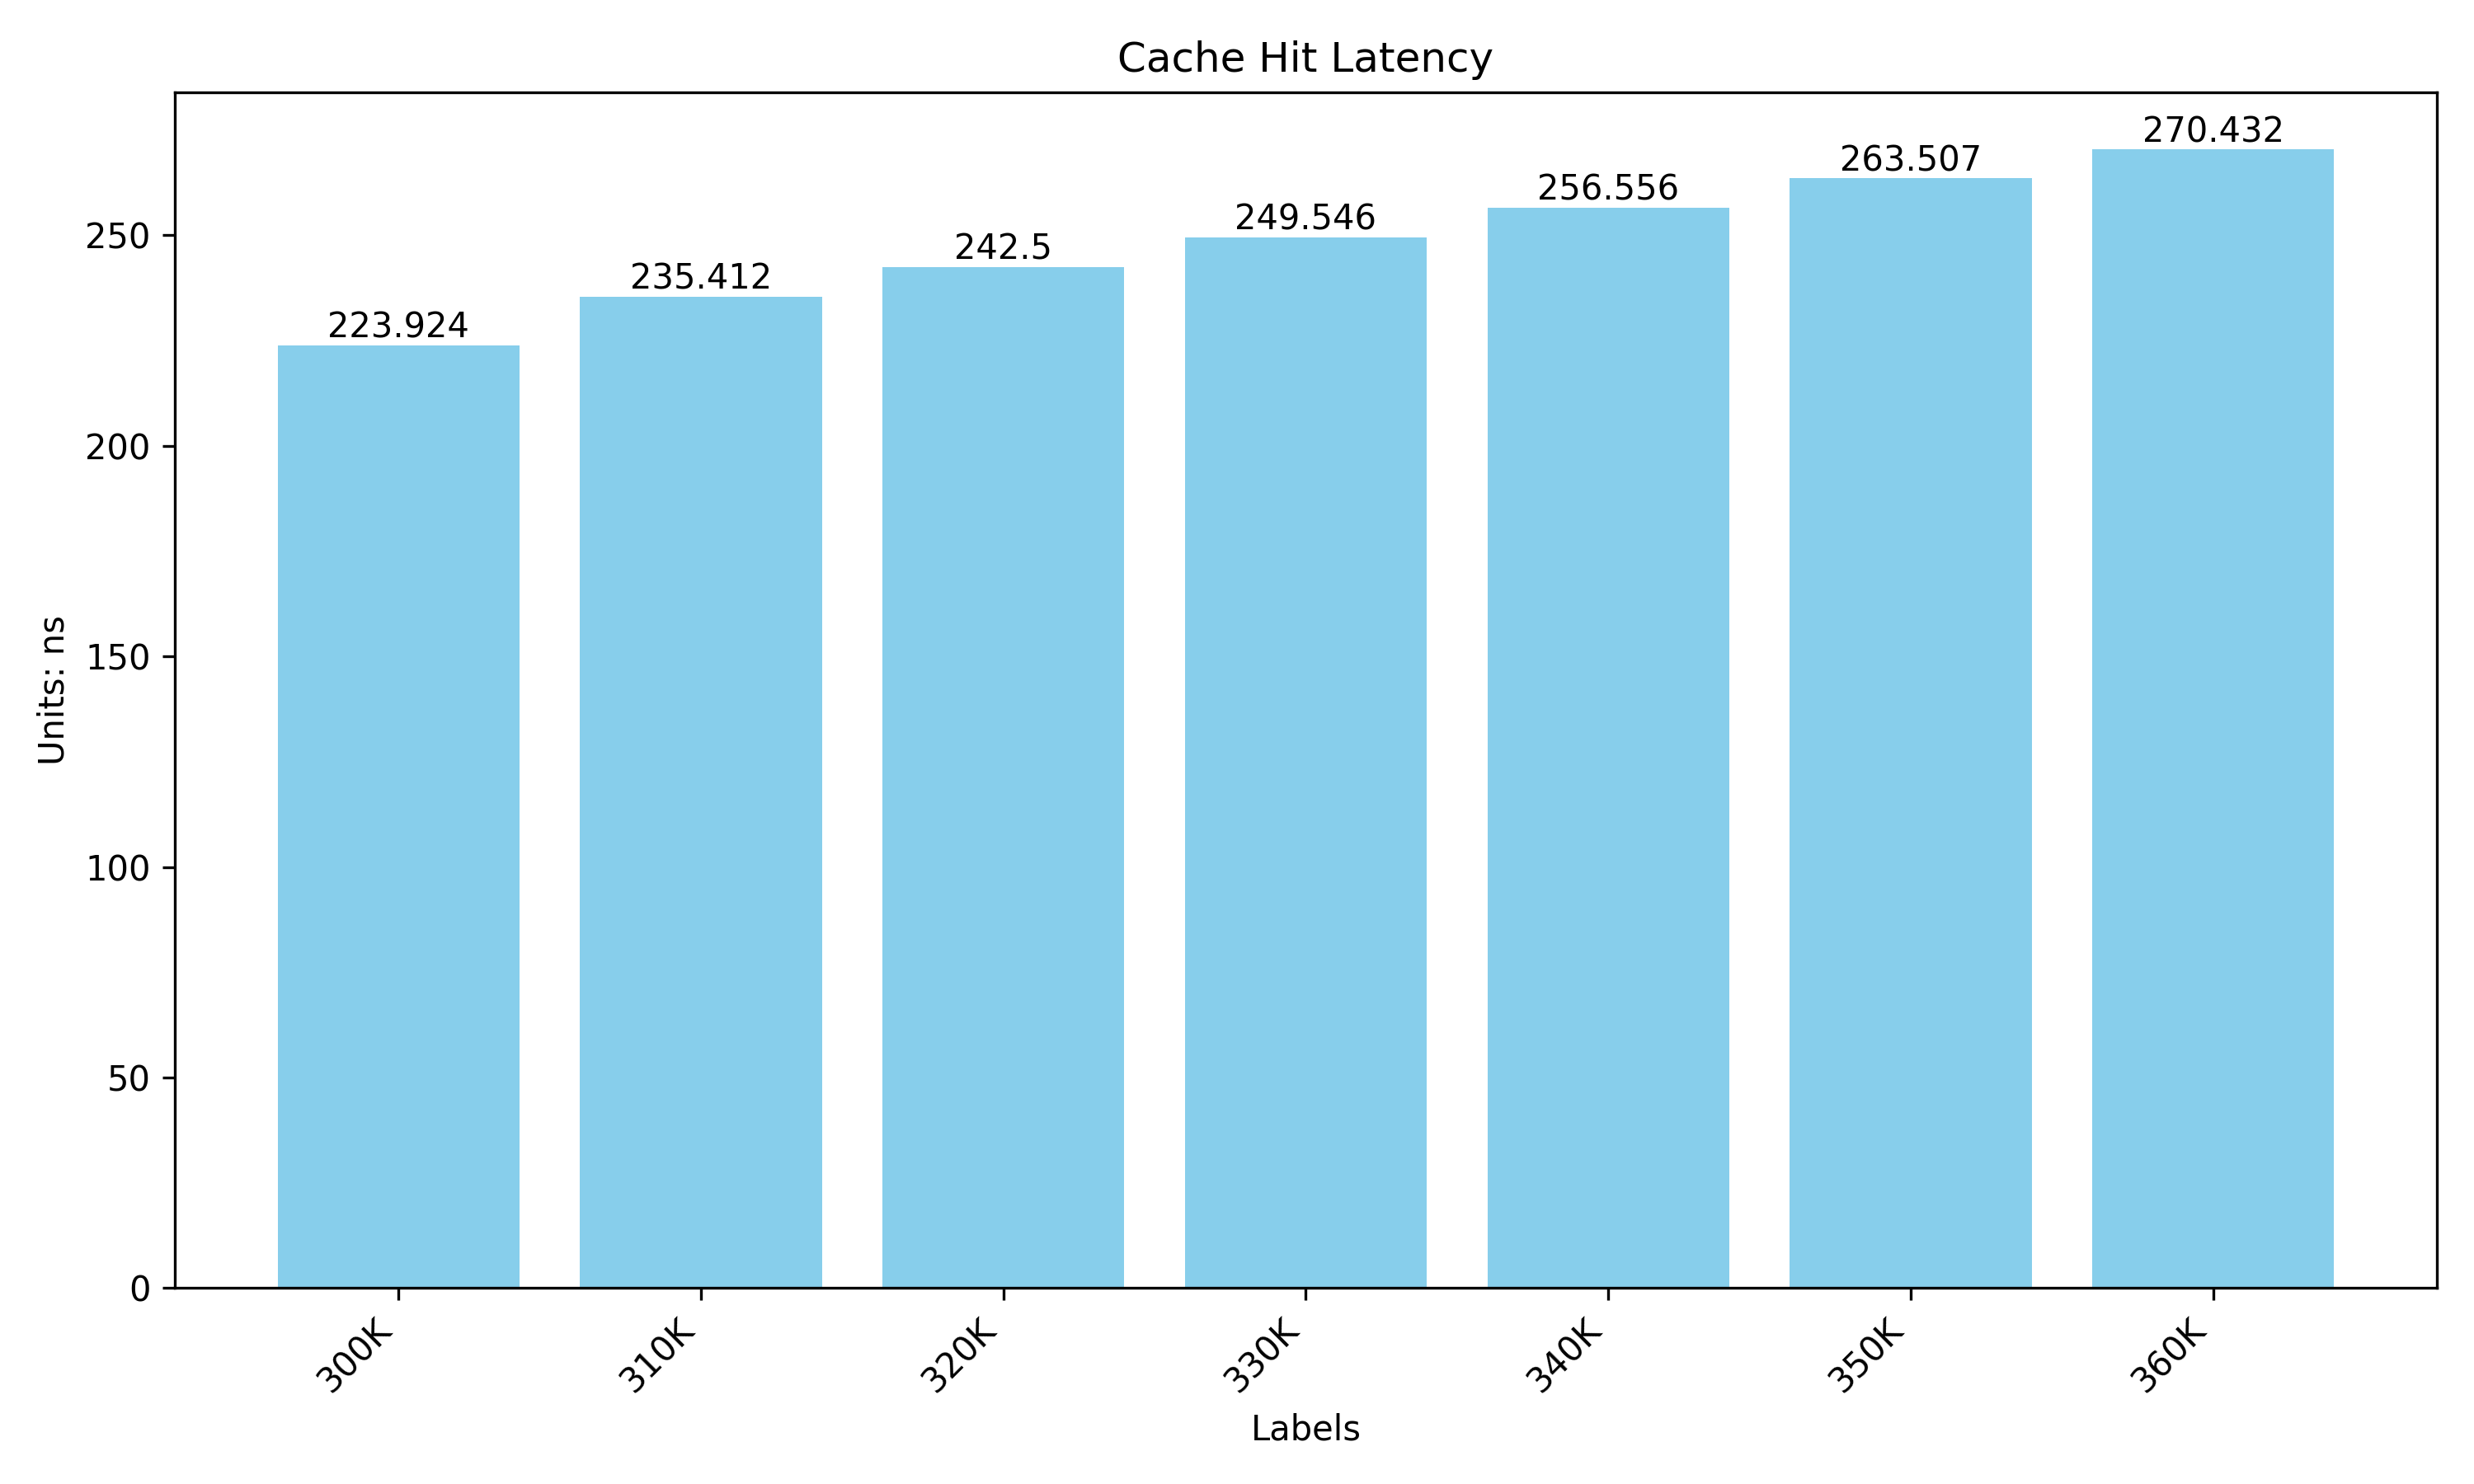 Cache Hit Latency
Units: ns
250
200
150
100
50
0
223.924
235.412
242.5
249.546
256.556
263.507
270.432
300K
310K
320K
330K
340K
350K
360K
Labels